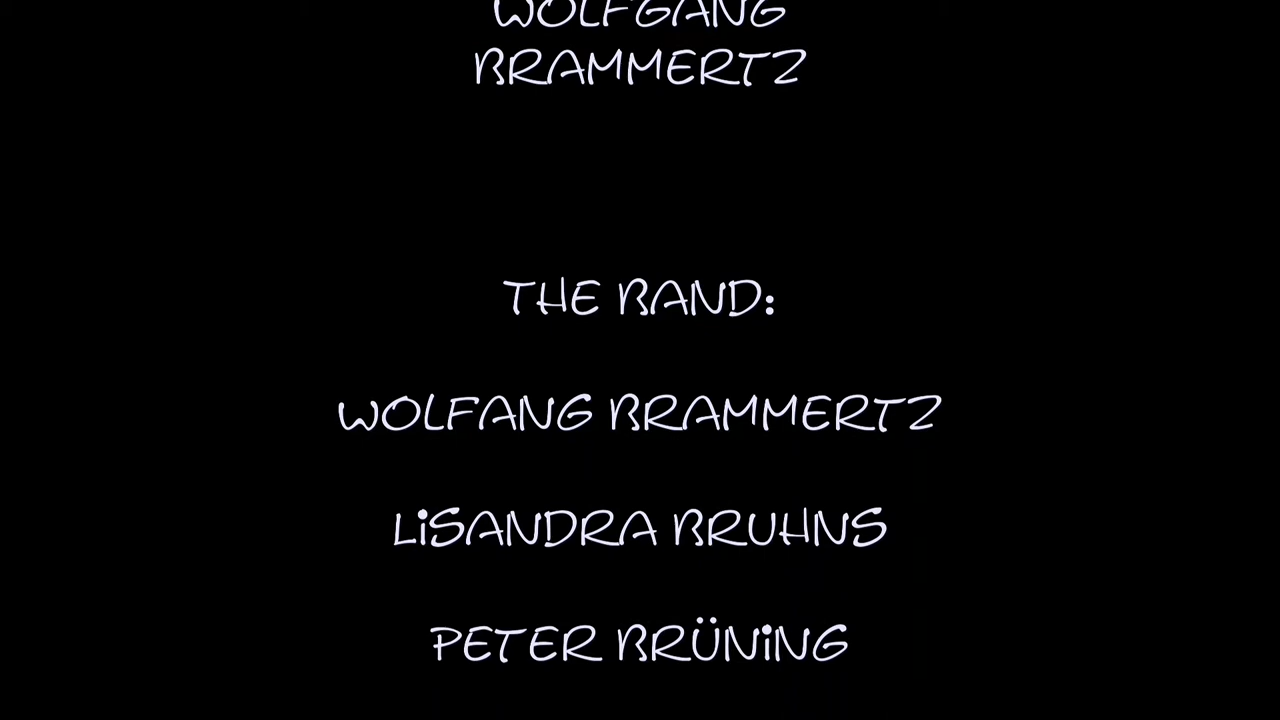 WOLFGANG
BRAMMERTZ
THE BAND:
WOLFANG BRAMMERTZ
LiSANDRA BRUHNS
PETER BRÜNiNG